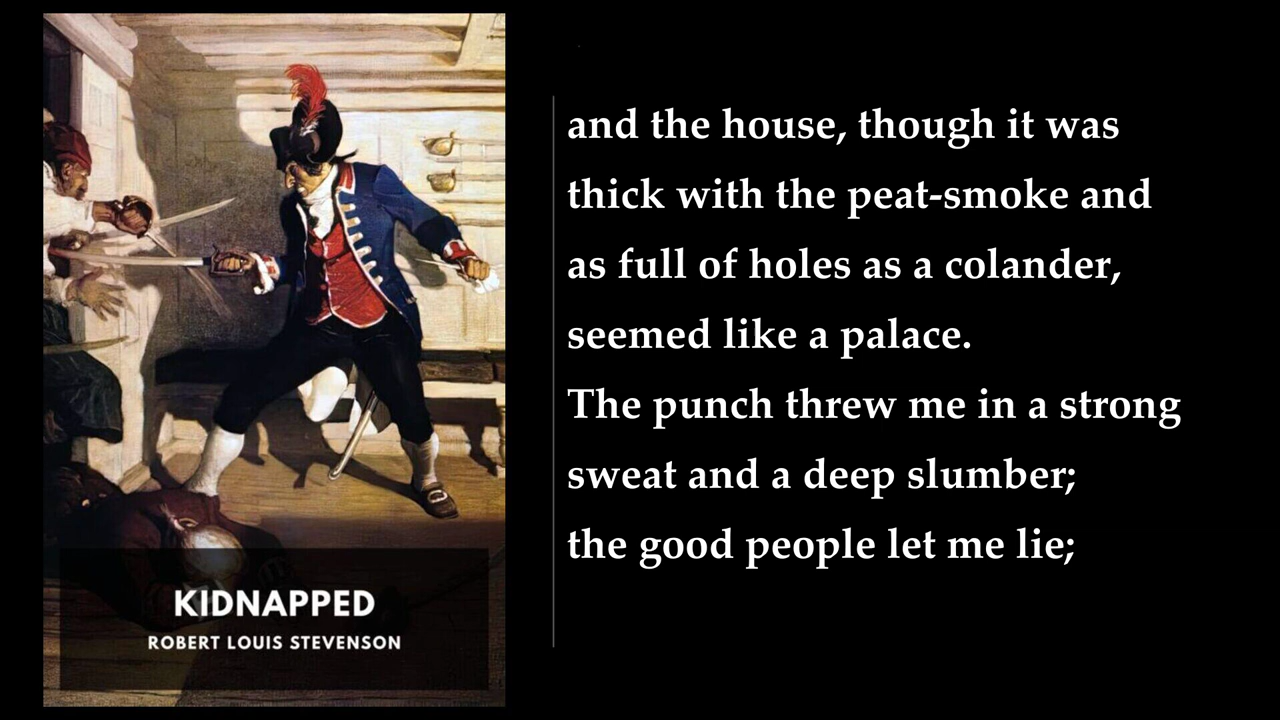 KIDNAPPED
ROBERT LOUIS STEVENSON
and the house, though it was
thick with the peat-smoke and
as full of holes as a colander,
seemed like a palace.
The punch threw me in a strong
sweat and a deep slumber;
the good people let me lie;